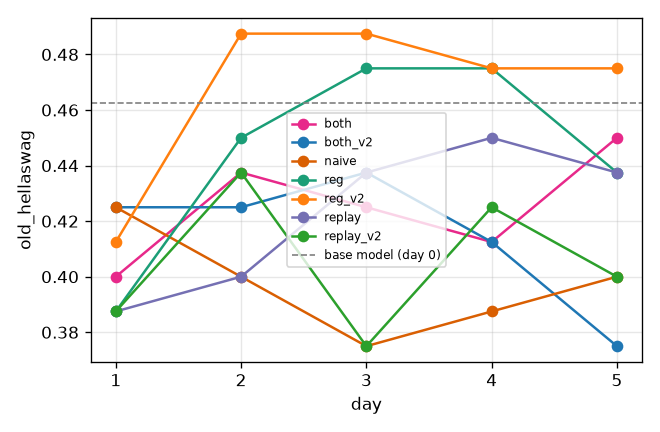 0.48
0.46
0.44
0.42
0.40
0.38
old_hellaswag
both
both_v2
naive
reg
reg_v2
replay
replay_v2
base model (day 0)
1 2 3 4 5
day